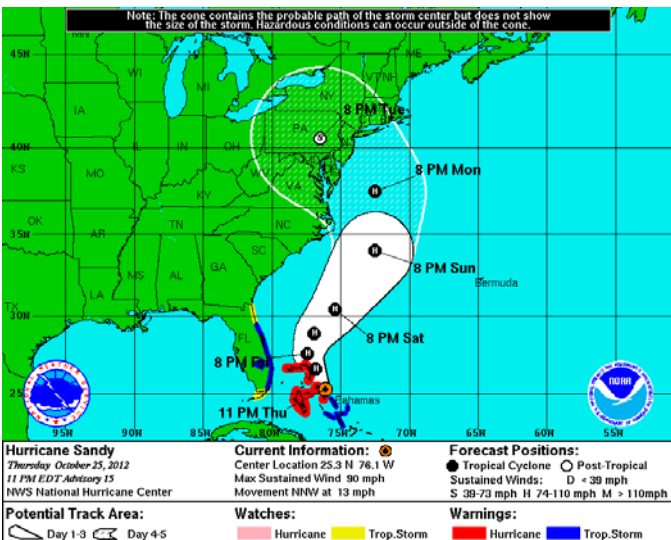 Note: The cone contains the probable path of the storm center but does not show
the size of the storm. Hazardous conditions can occur outside of the cone.
45N
WI
MI
NY
VT
NH
ME
8 PM Tue
IA
PA
S
40N
IL
IN
OH
KS
MO
VA
8 PM Mon
H
KY
OK
TN
NC
35N
AR
SC
H
8 PM Sun
MS
AL
GA
Bermuda
TX
LA
30N
H
8 PM Sat
FL
H
8 PM Fri
H
H
NOAA
25N
11 PM Thu
Bahamas
95W
90W
85W
80W
75W
70W
65W
60W
55W
Hurricane Sandy
Thursday October 25, 2012
11 PM EDT Advisory 15
NWS National Hurricane Center
Current Information:
Center Location 25.3 N 76.1 W
Max Sustained Wind 90 mph
Movement NNW at 13 mph
Forecast Positions:
Tropical Cyclone Post-Tropical
Sustained Winds: D < 39 mph
S 39-73 mph H 74-110 mph M > 110mph
Potential Track Area:
Day 1-3 Day 4-5
Watches:
Hurricane Trop.Storm
Warnings:
Hurricane Trop.Storm